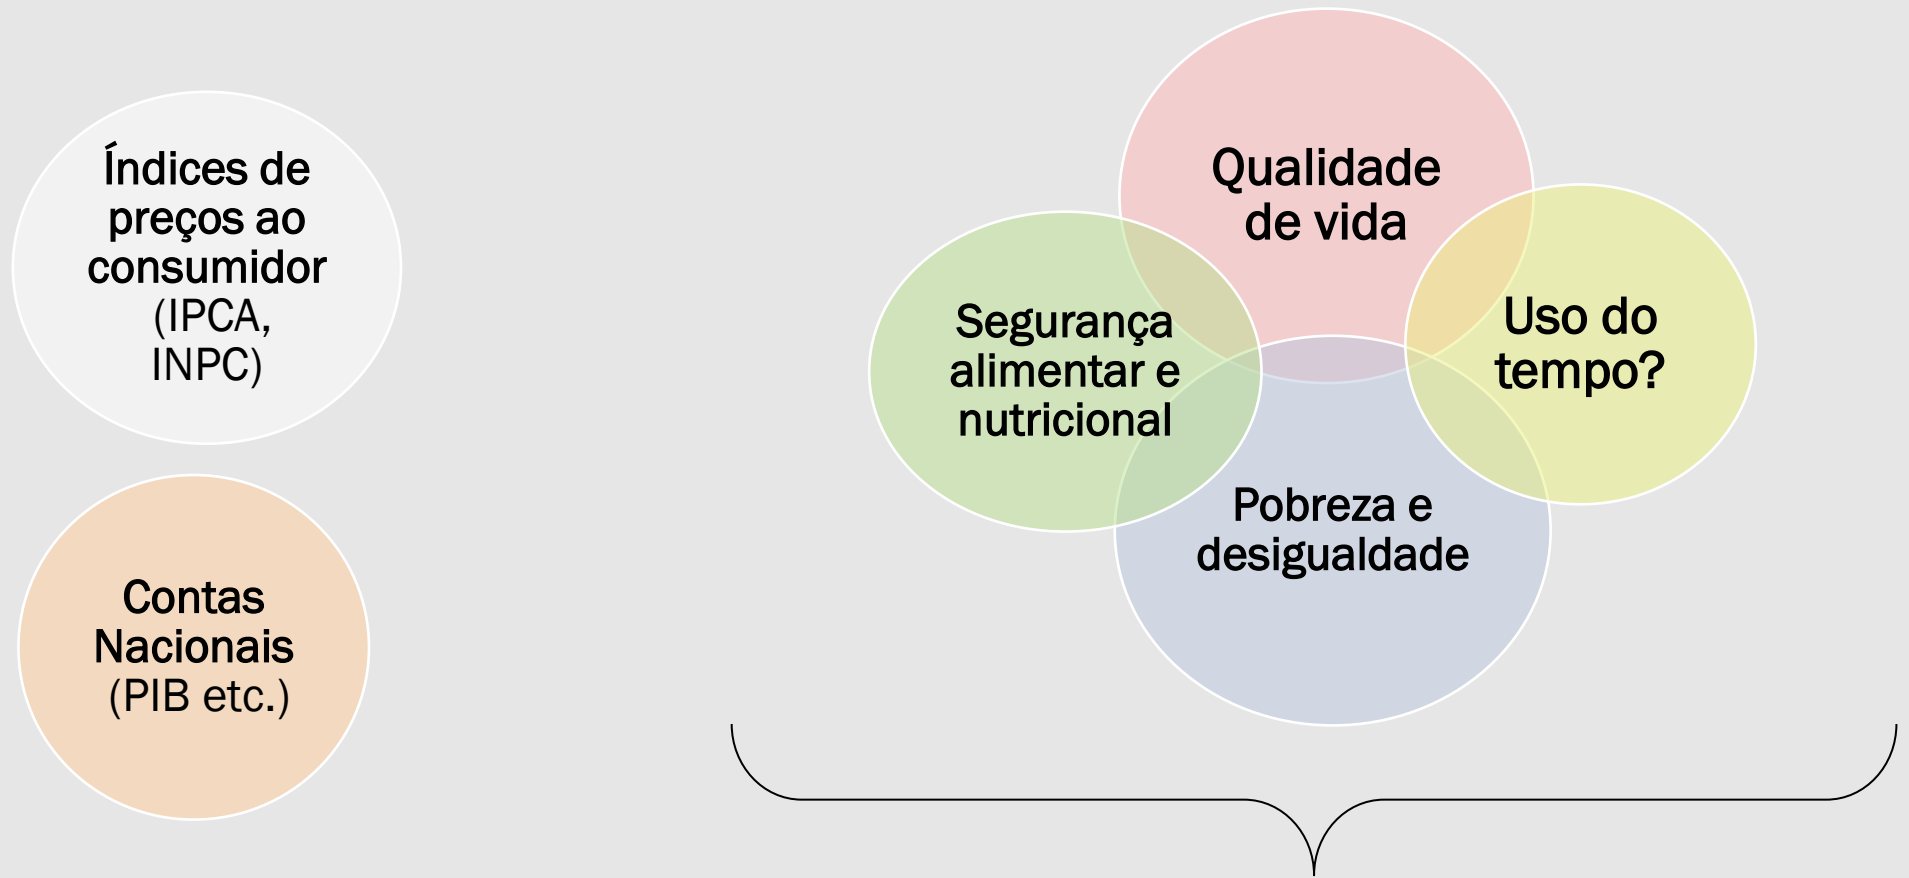 Índices de
preços ao
consumidor
(IPCA,
INPC)
Contas
Nacionais
(PIB etc.)
Qualidade
de vida
Segurança
alimentar e
nutricional
Uso do
tempo?
Pobreza e
desigualdade